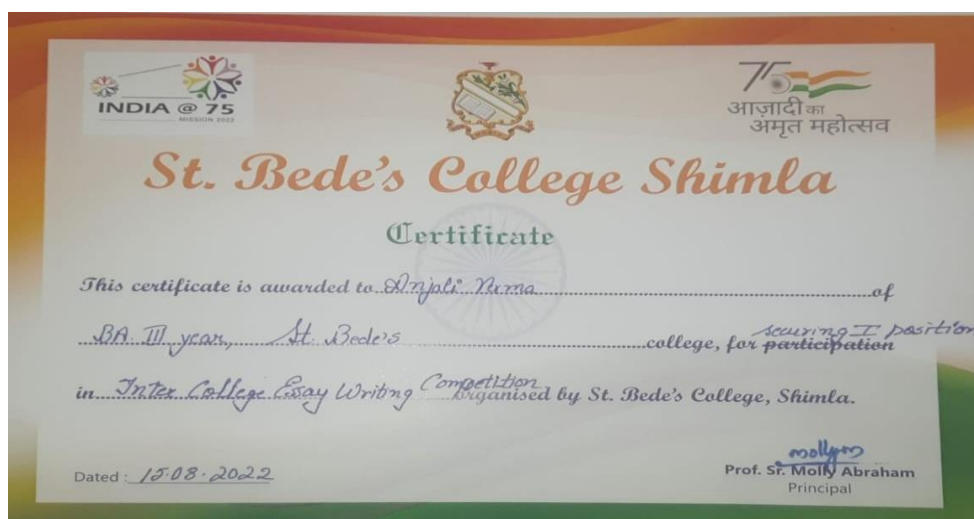 INDIA @ 75
MISSION 2022
75
आज़ादी का
अमृत महोत्सव
St. Bede's College Shimla
Certificate
This certificate is awarded to Anjali Nema of
BA III year, St. Bede's college, for participation securing I position
in Inter College Essay Writing Competition Organised by St. Bede's College, Shimla.
Dated : 15.08.2022
Prof. Sr. Molly Abraham
Principal